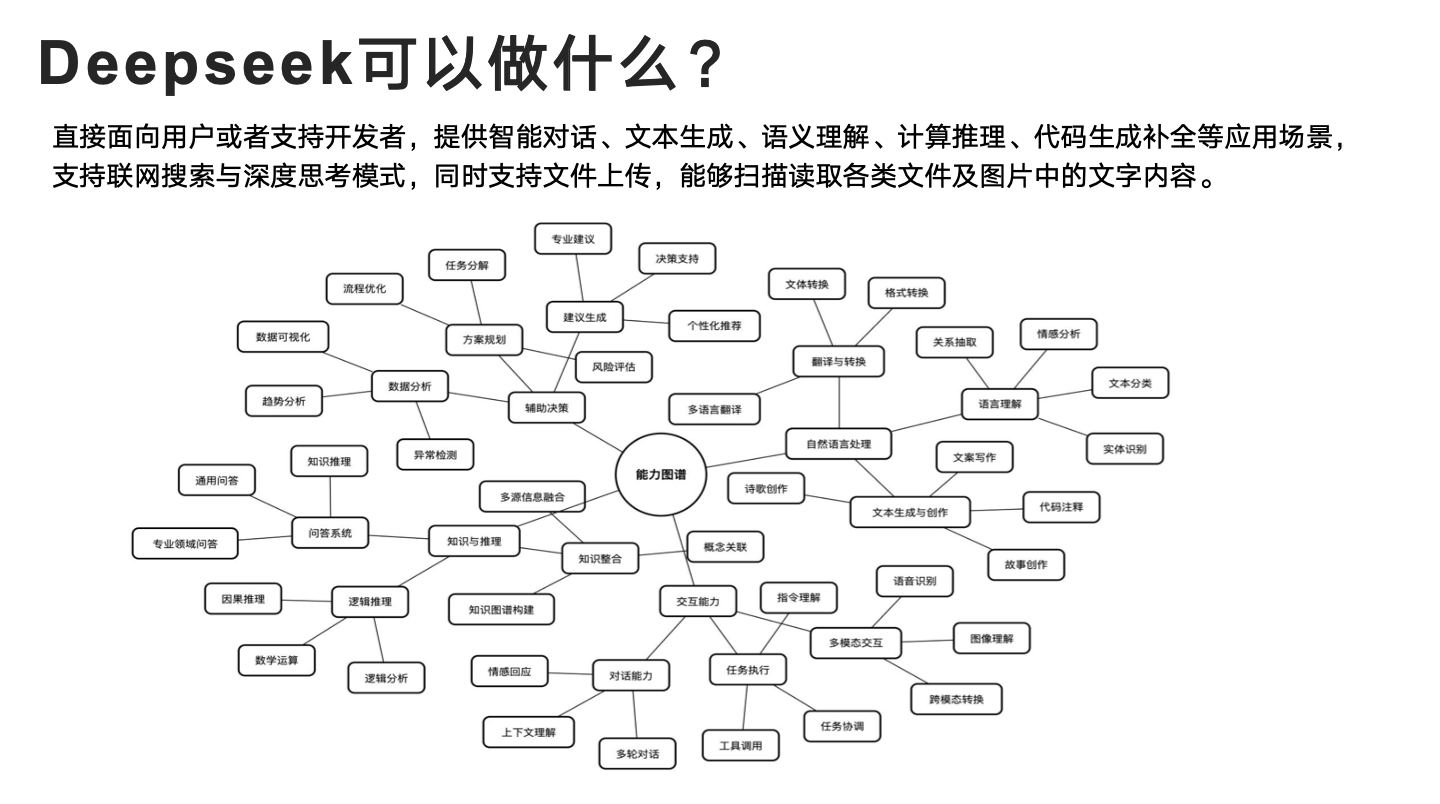 Deepseek可以做什么？
直接面向用户或者支持开发者，提供智能对话、文本生成、语义理解、计算推理、代码生成补全等应用场景，
支持联网搜索与深度思考模式，同时支持文件上传，能够扫描读取各类文件及图片中的文字内容。
能力图谱
辅助决策
建议生成
专业建议
决策支持
个性化推荐
方案规划
任务分解
流程优化
风险评估
数据分析
数据可视化
趋势分析
异常检测
自然语言处理
翻译与转换
文体转换
格式转换
多语言翻译
语言理解
关系抽取
情感分析
文本分类
实体识别
文本生成与创作
文案写作
诗歌创作
代码注释
故事创作
知识与推理
问答系统
知识推理
通用问答
专业领域问答
知识整合
多源信息融合
概念关联
知识图谱构建
逻辑推理
因果推理
数学运算
逻辑分析
交互能力
对话能力
情感回应
上下文理解
多轮对话
任务执行
指令理解
工具调用
任务协调
多模态交互
语音识别
图像理解
跨模态转换